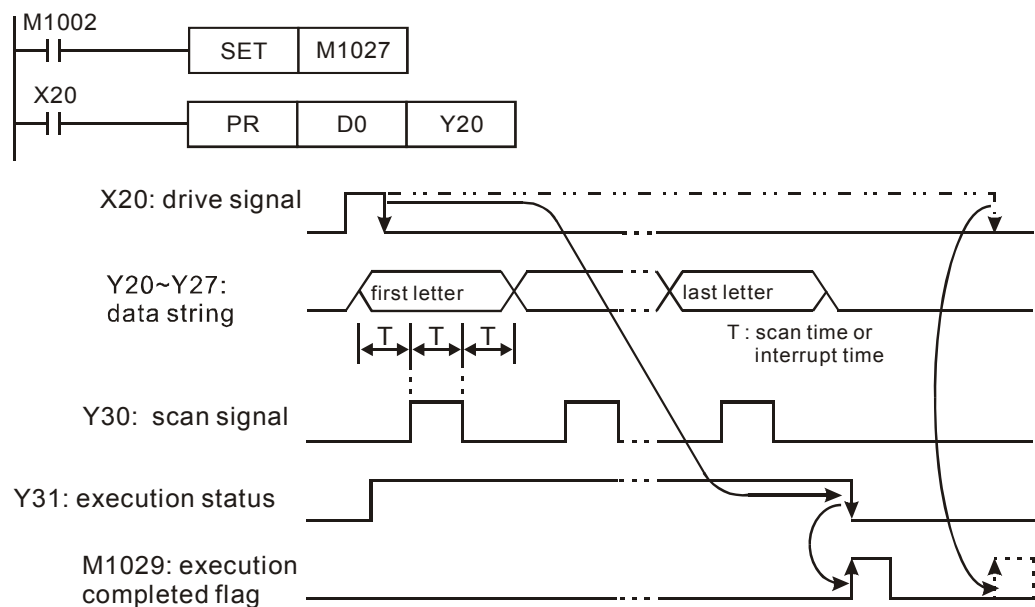 M1002
SET M1027
X20
PR D0 Y20
X20: drive signal
Y20~Y27:
data string
first letter
last letter
T T T
T : scan time or
interrupt time
Y30: scan signal
Y31: execution status
M1029: execution
completed flag